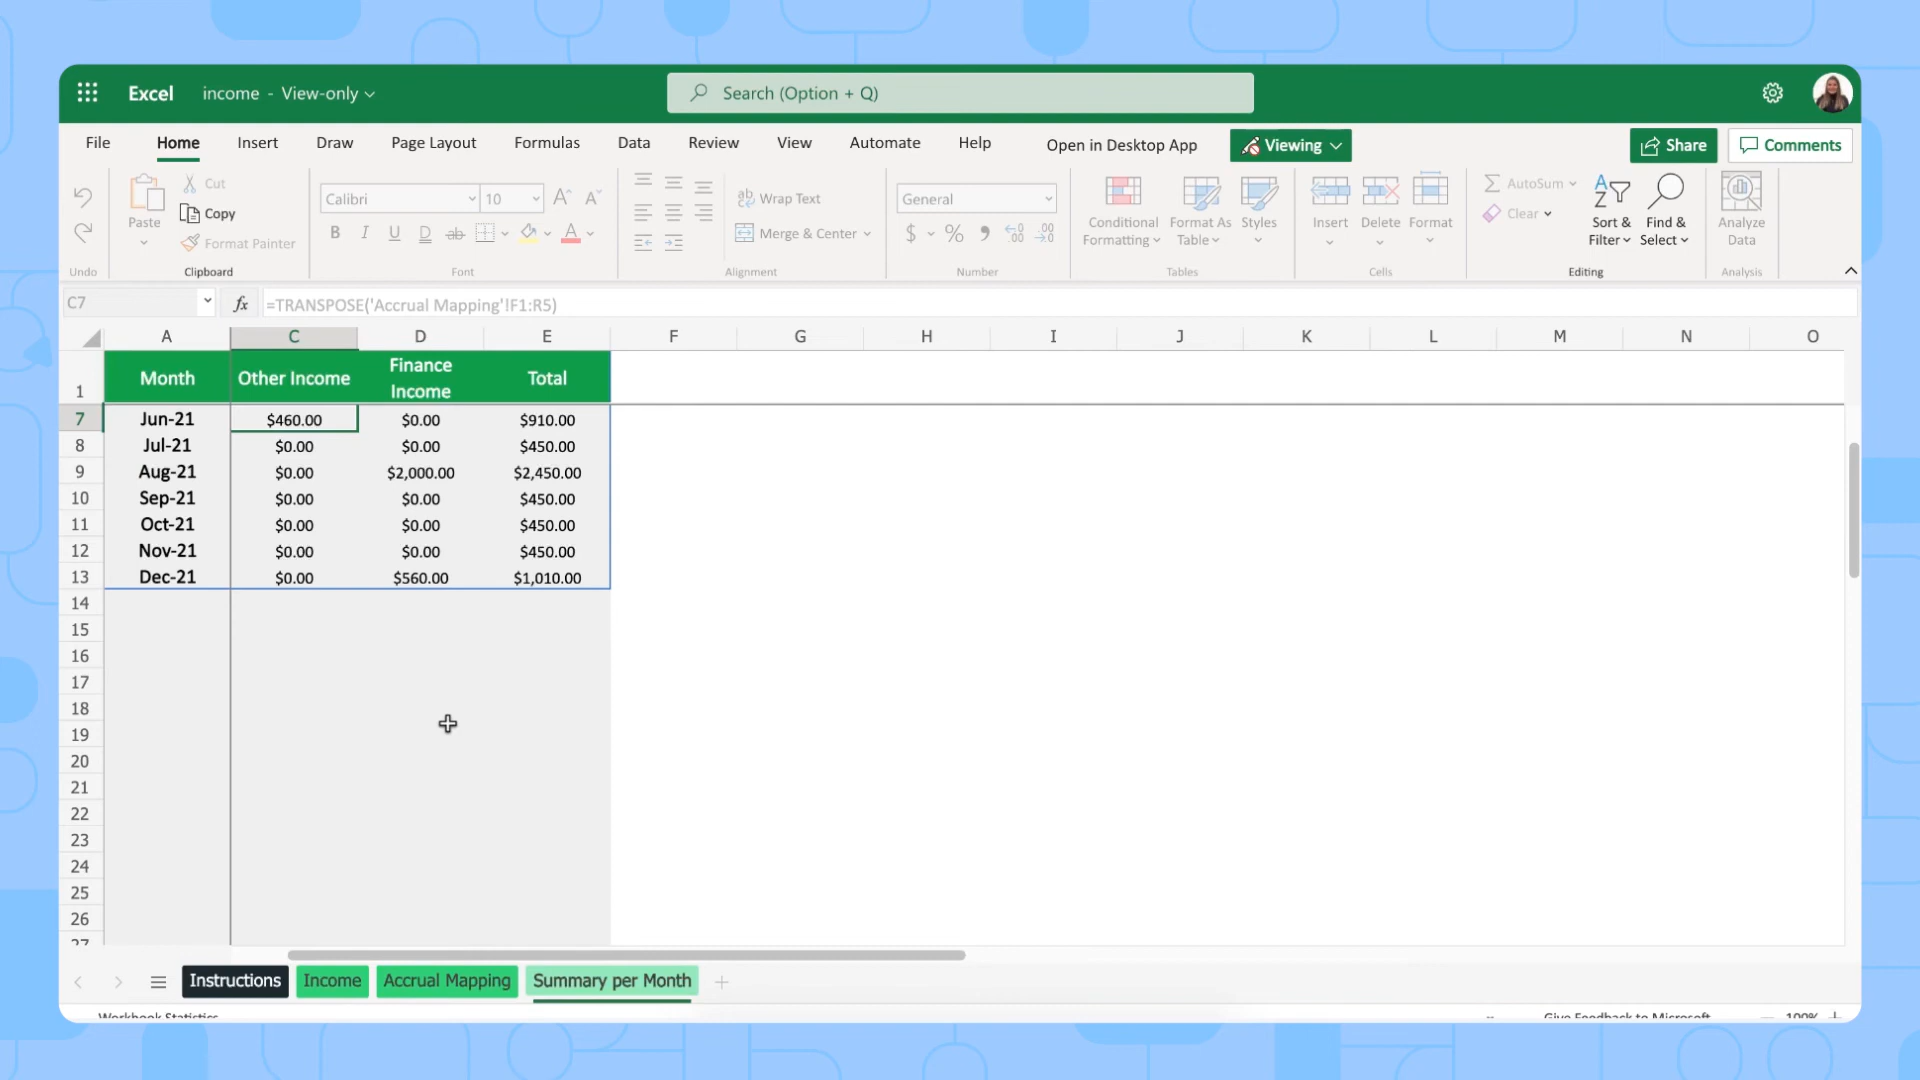 Excel income - View-only Search (Option + Q)
File Home Insert Draw Page Layout Formulas Data Review View Automate Help Open in Desktop App Viewing Share Comments
Paste Cut
Copy
Format Painter
Calibri 10
B I U D ab
A A A
ab Wrap Text
Merge & Center
General
$ % 9 .00 .00
Conditional Formatting
Format As Table
Styles
Insert Delete Format
AutoSum
Clear
Sort & Filter
Find & Select
Analyze Data
Undo Clipboard Font Alignment Number Tables Cells Editing Analysis
C7 fx =TRANSPOSE('Accrual Mapping'!F1:R5)
A C D E F G H I J K L M N O
1 Month Other Income Finance Income Total
7 Jun-21 $460.00 $0.00 $910.00
8 Jul-21 $0.00 $0.00 $450.00
9 Aug-21 $0.00 $2,000.00 $2,450.00
10 Sep-21 $0.00 $0.00 $450.00
11 Oct-21 $0.00 $0.00 $450.00
12 Nov-21 $0.00 $0.00 $450.00
13 Dec-21 $0.00 $560.00 $1,010.00
14
15
16
17
18
19
20
21
22
23
24
25
26
27
Instructions Income Accrual Mapping Summary per Month
Workbook Statistics Give Feedback to Microsoft 100%